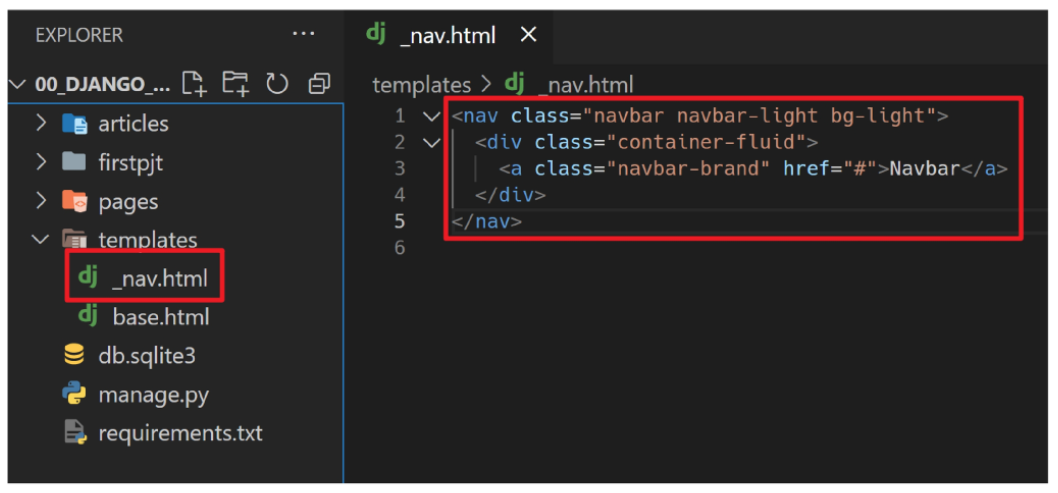 EXPLORER
00_DJANGO_...
articles
firstpjt
pages
templates
_nav.html
base.html
db.sqlite3
manage.py
requirements.txt
dj _nav.html
templates > dj _nav.html
1 <nav class="navbar navbar-light bg-light">
2 <div class="container-fluid">
3 <a class="navbar-brand" href="#">Navbar</a>
4 </div>
5 </nav>
6